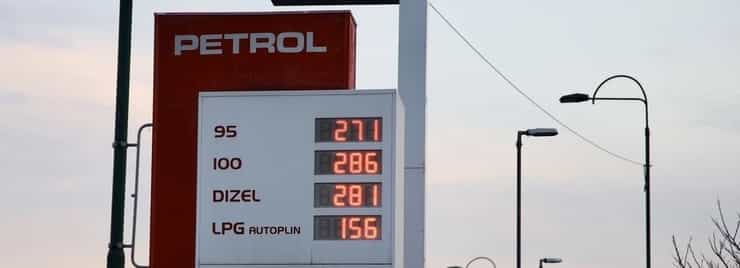 PETROL
95 271
100 286
DIZEL 281
LPG AUTOPLIN 156